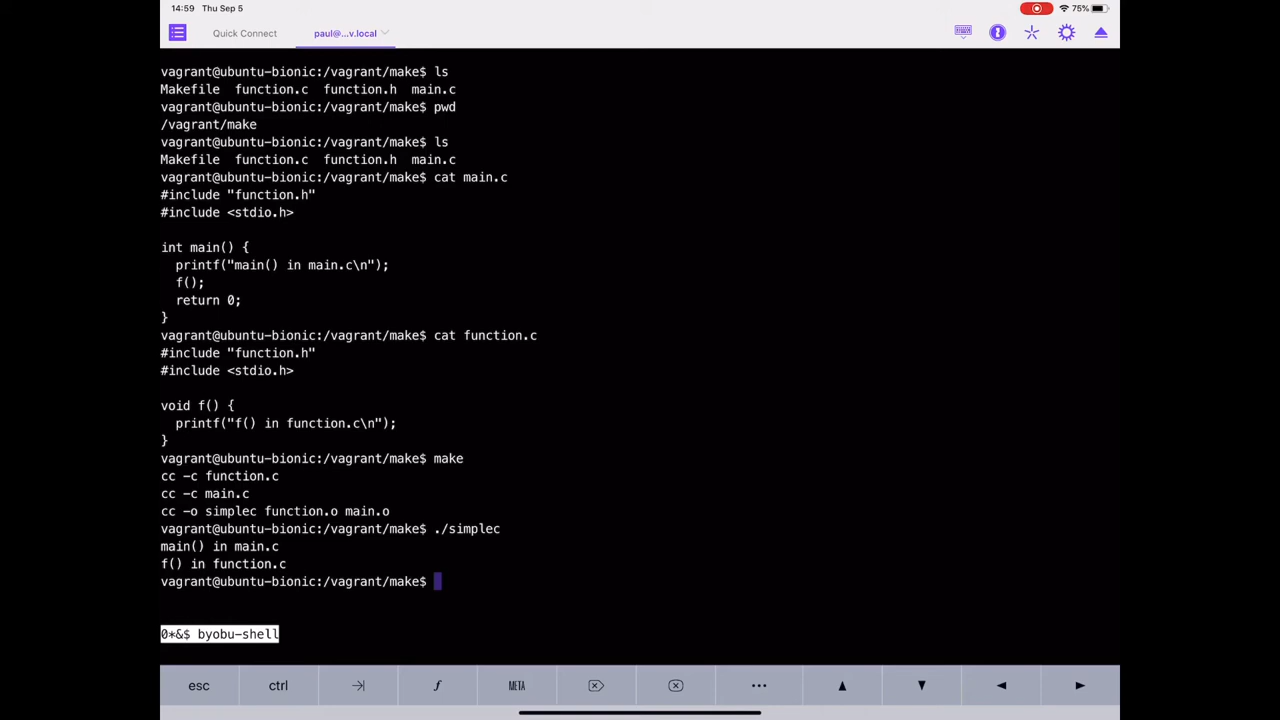 14:59 Thu Sep 5 75%
Quick Connect paul@...v.local
vagrant@ubuntu-bionic:/vagrant/make$ ls
Makefile  function.c  function.h  main.c
vagrant@ubuntu-bionic:/vagrant/make$ pwd
/vagrant/make
vagrant@ubuntu-bionic:/vagrant/make$ ls
Makefile  function.c  function.h  main.c
vagrant@ubuntu-bionic:/vagrant/make$ cat main.c
#include "function.h"
#include <stdio.h>
int main() {
  printf("main() in main.c\n");
  f();
  return 0;
}
vagrant@ubuntu-bionic:/vagrant/make$ cat function.c
#include "function.h"
#include <stdio.h>
void f() {
  printf("f() in function.c\n");
}
vagrant@ubuntu-bionic:/vagrant/make$ make
cc -c function.c
cc -c main.c
cc -o simplec function.o main.o
vagrant@ubuntu-bionic:/vagrant/make$ ./simplec
main() in main.c
f() in function.c
vagrant@ubuntu-bionic:/vagrant/make$
0*&$ byobu-shell
esc ctrl f META